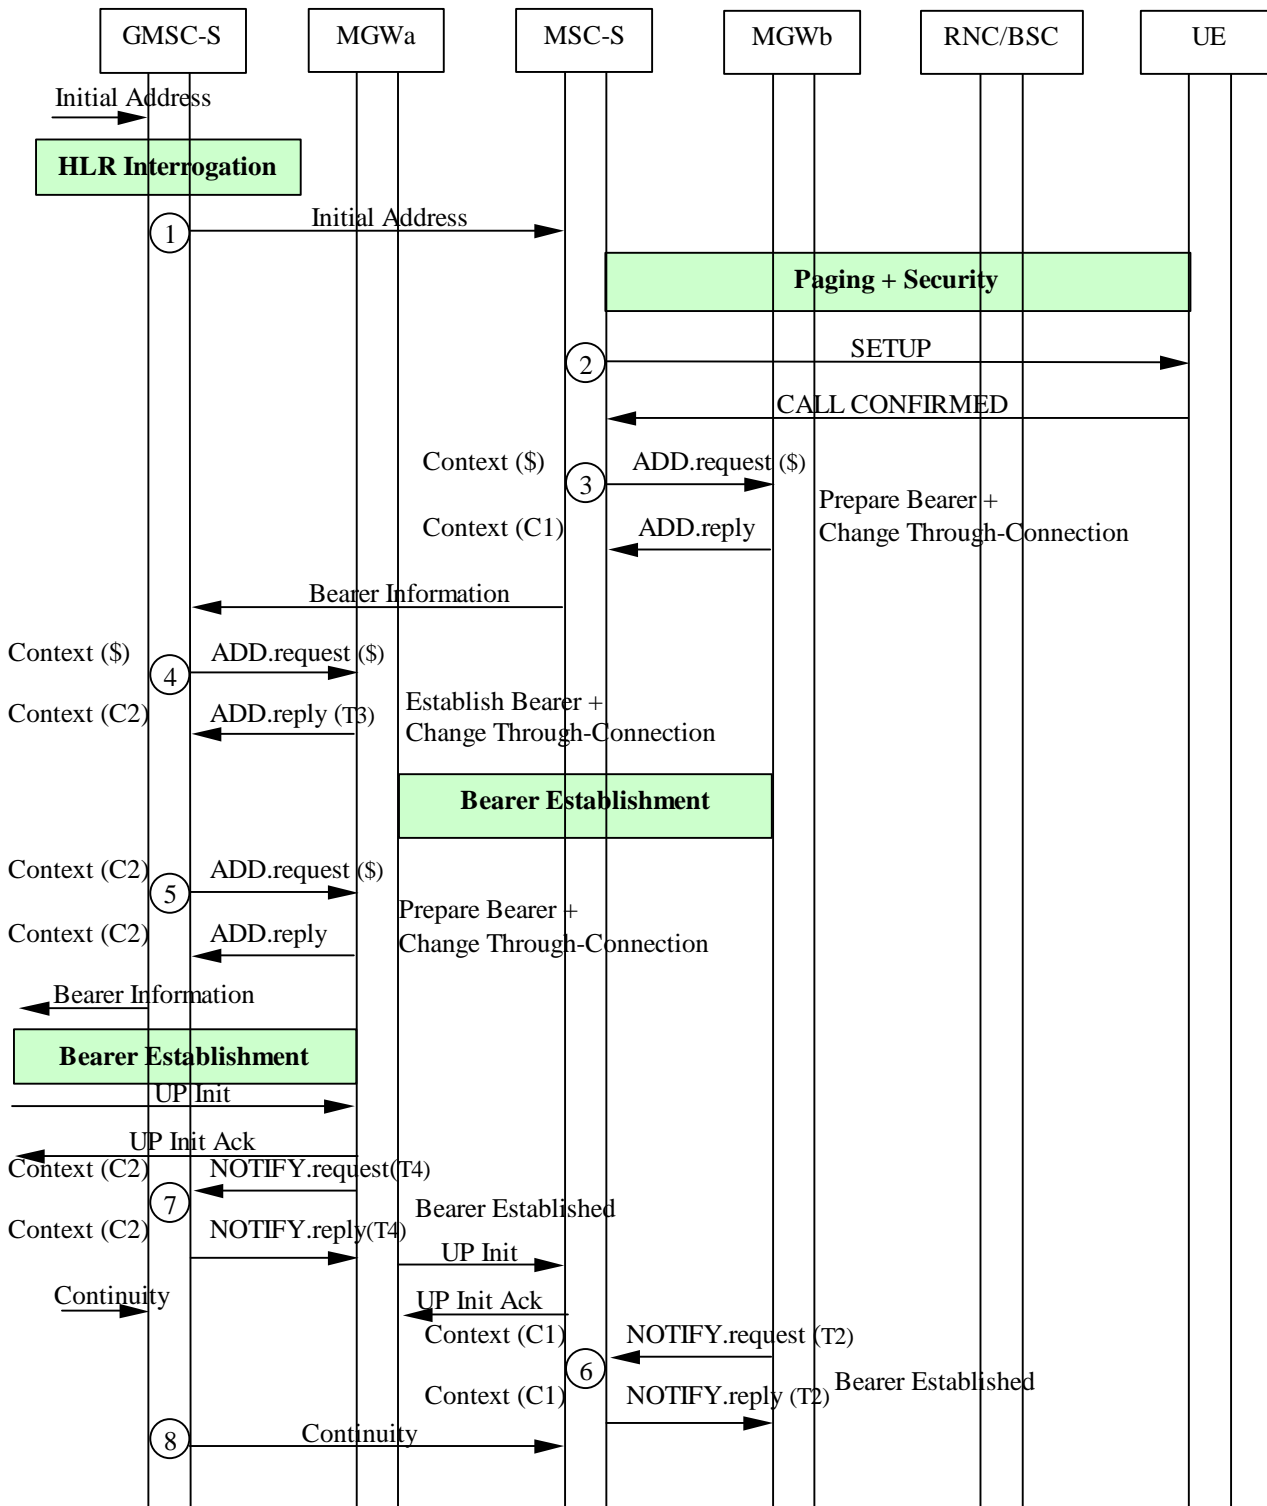 GMSC-S MGWa MSC-S MGWb RNC/BSC UE
Initial Address
HLR Interrogation
1 Initial Address
Paging + Security
2 SETUP
CALL CONFIRMED
Context ($) 3 ADD.request ($)
Prepare Bearer +
Change Through-Connection
Context (C1) ADD.reply
Bearer Information
Context ($) 4 ADD.request ($)
Context (C2) ADD.reply (T3)
Establish Bearer +
Change Through-Connection
Bearer Establishment
Context (C2) 5 ADD.request ($)
Prepare Bearer +
Change Through-Connection
Context (C2) ADD.reply
Bearer Information
Bearer Establishment
UP Init
UP Init Ack
Context (C2) 7 NOTIFY.request(T4)
Bearer Established
Context (C2) NOTIFY.reply(T4)
UP Init
Continuity
UP Init Ack
Context (C1) 6 NOTIFY.request (T2)
Bearer Established
Context (C1) NOTIFY.reply (T2)
8 Continuity